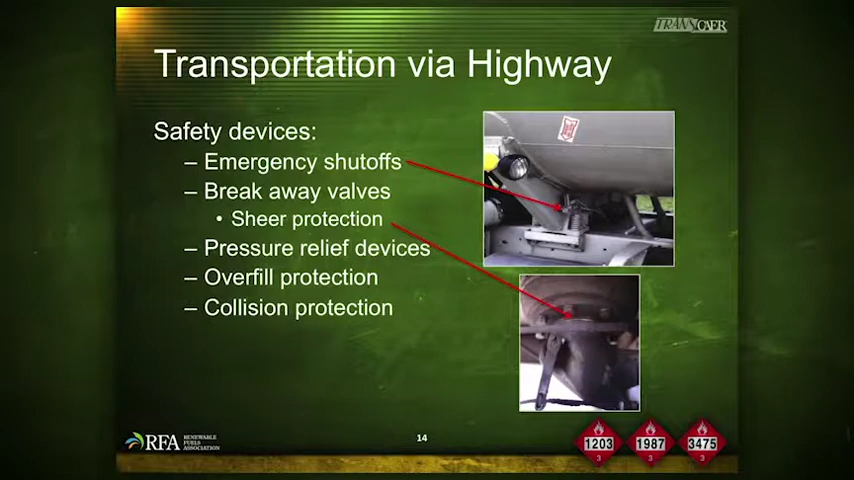 TRANSCAER
Transportation via Highway
Safety devices:
– Emergency shutoffs
– Break away valves
• Sheer protection
– Pressure relief devices
– Overfill protection
– Collision protection
RFA RENEWABLE
FUELS
ASSOCIATION
14
1203 1987 3475
3 3 3